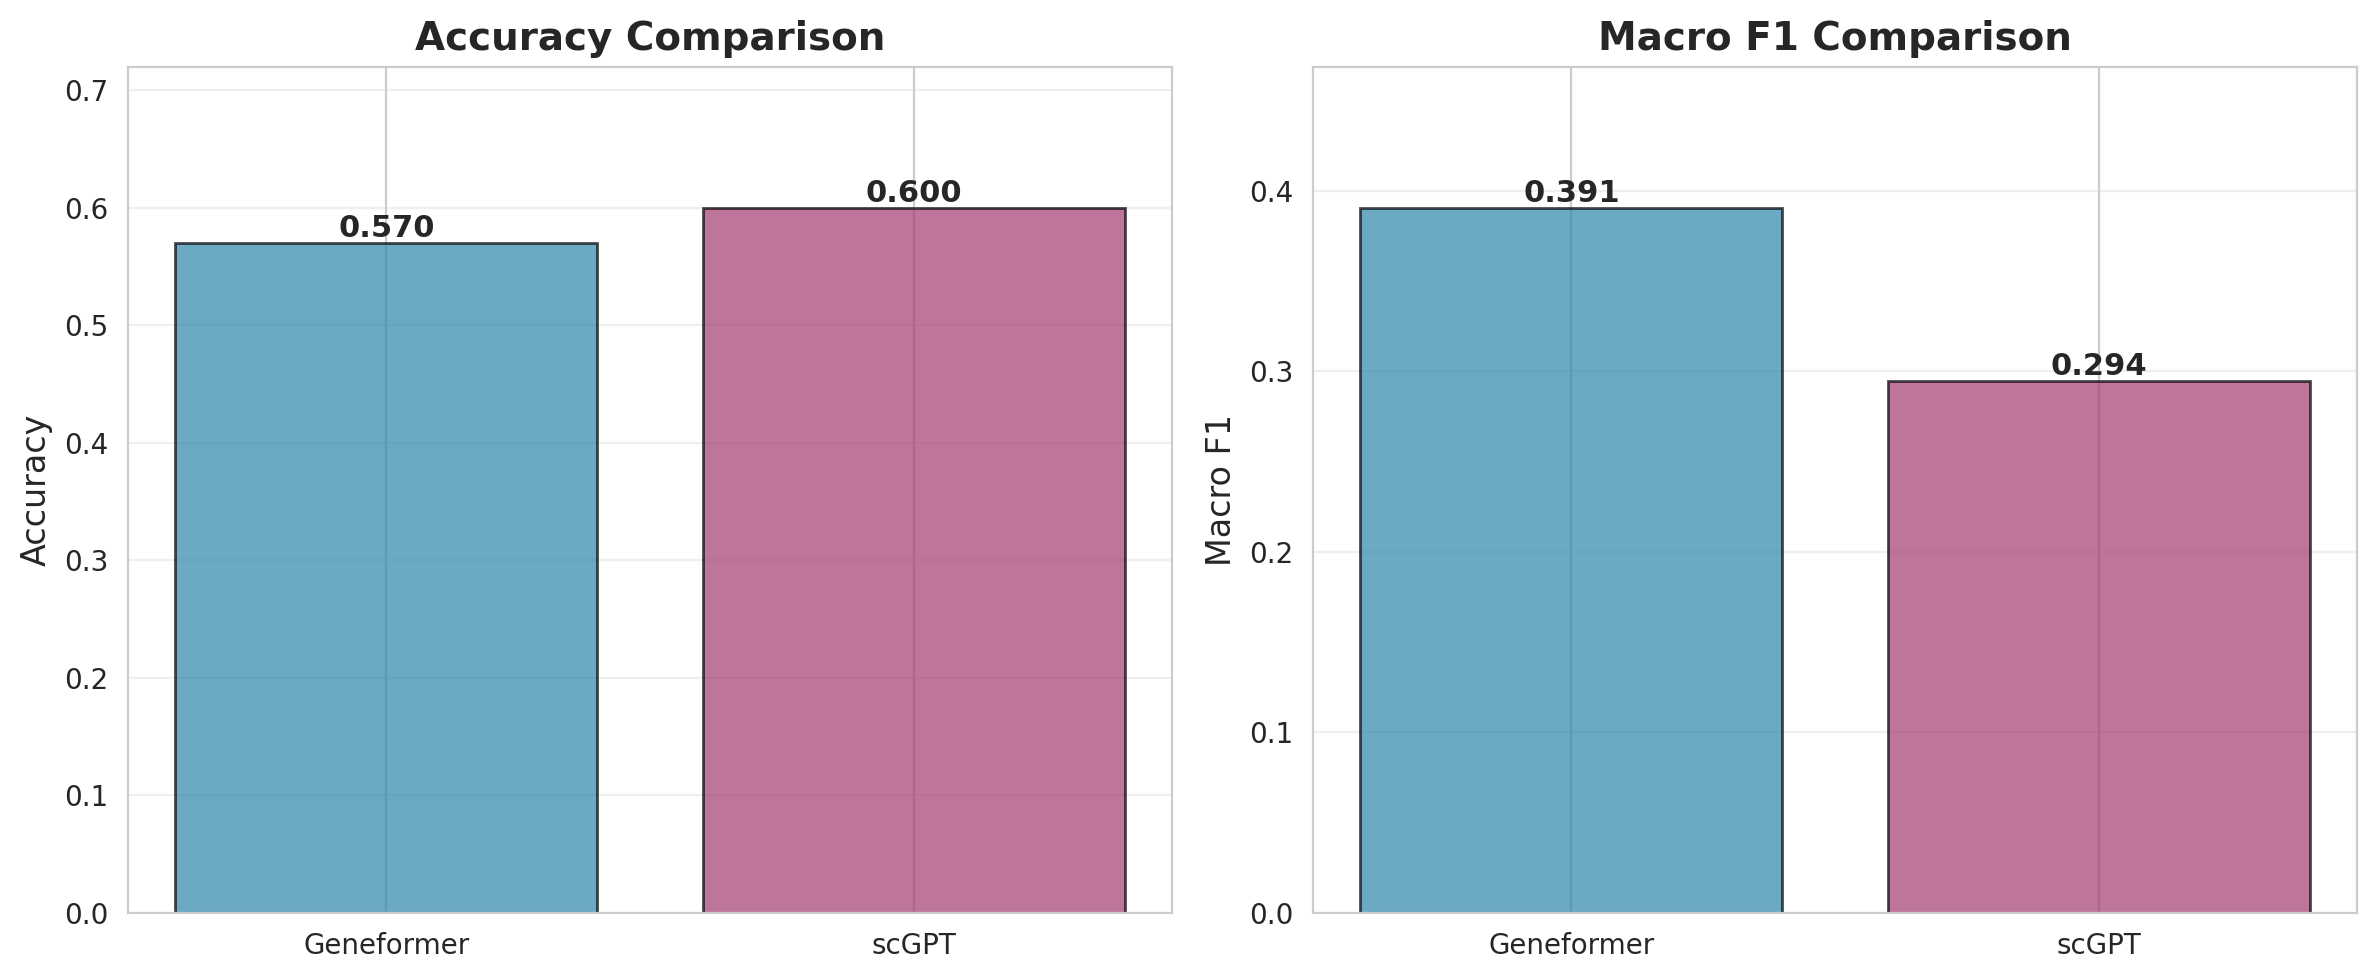 Accuracy Comparison
Accuracy
0.7
0.6
0.5
0.4
0.3
0.2
0.1
0.0
0.570
0.600
Geneformer
scGPT
Macro F1 Comparison
Macro F1
0.4
0.3
0.2
0.1
0.0
0.391
0.294
Geneformer
scGPT